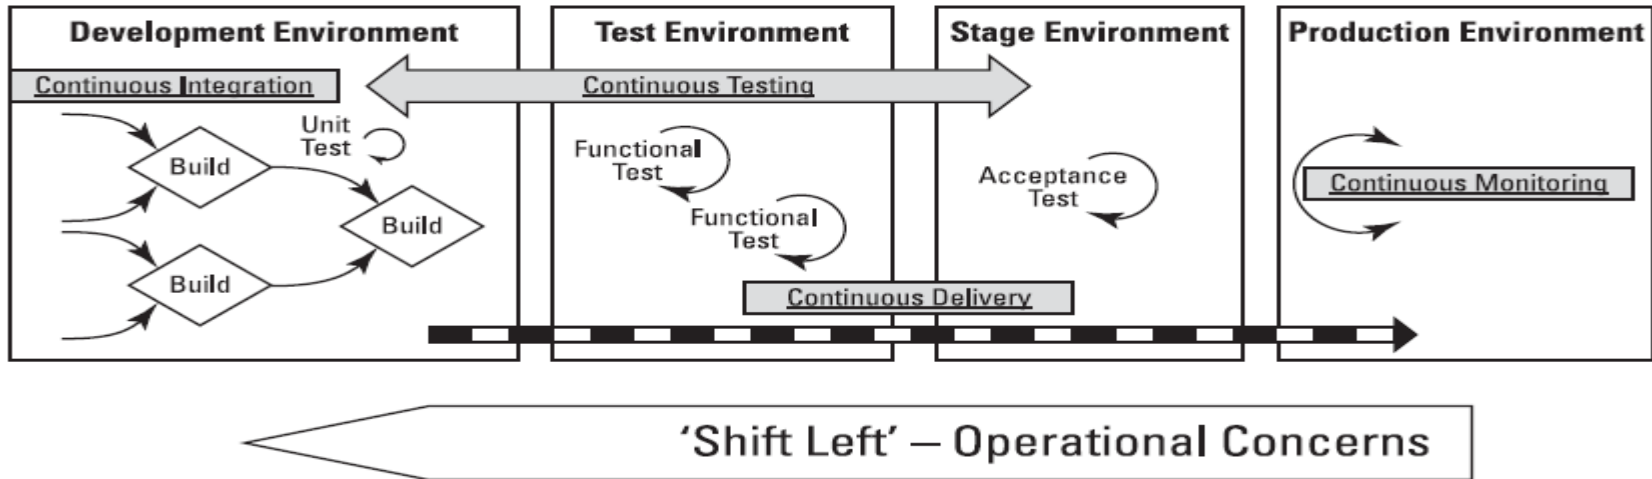 Development Environment
Test Environment
Stage Environment
Production Environment
Continuous Integration
Continuous Testing
Unit
Test
Build
Build
Build
Functional
Test
Functional
Test
Acceptance
Test
Continuous Monitoring
Continuous Delivery
‘Shift Left’ – Operational Concerns